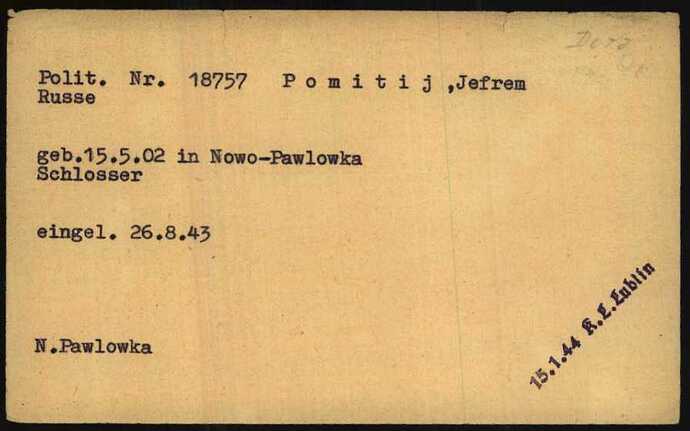 Dora
Polit. Nr. 18757 P o m i t i j ,Jefrem
Russe
geb.15.5.02 in Nowo-Pawlowka
Schlosser
eingel. 26.8.43
N.Pawlowka
15.1.44 K.L.Lublin